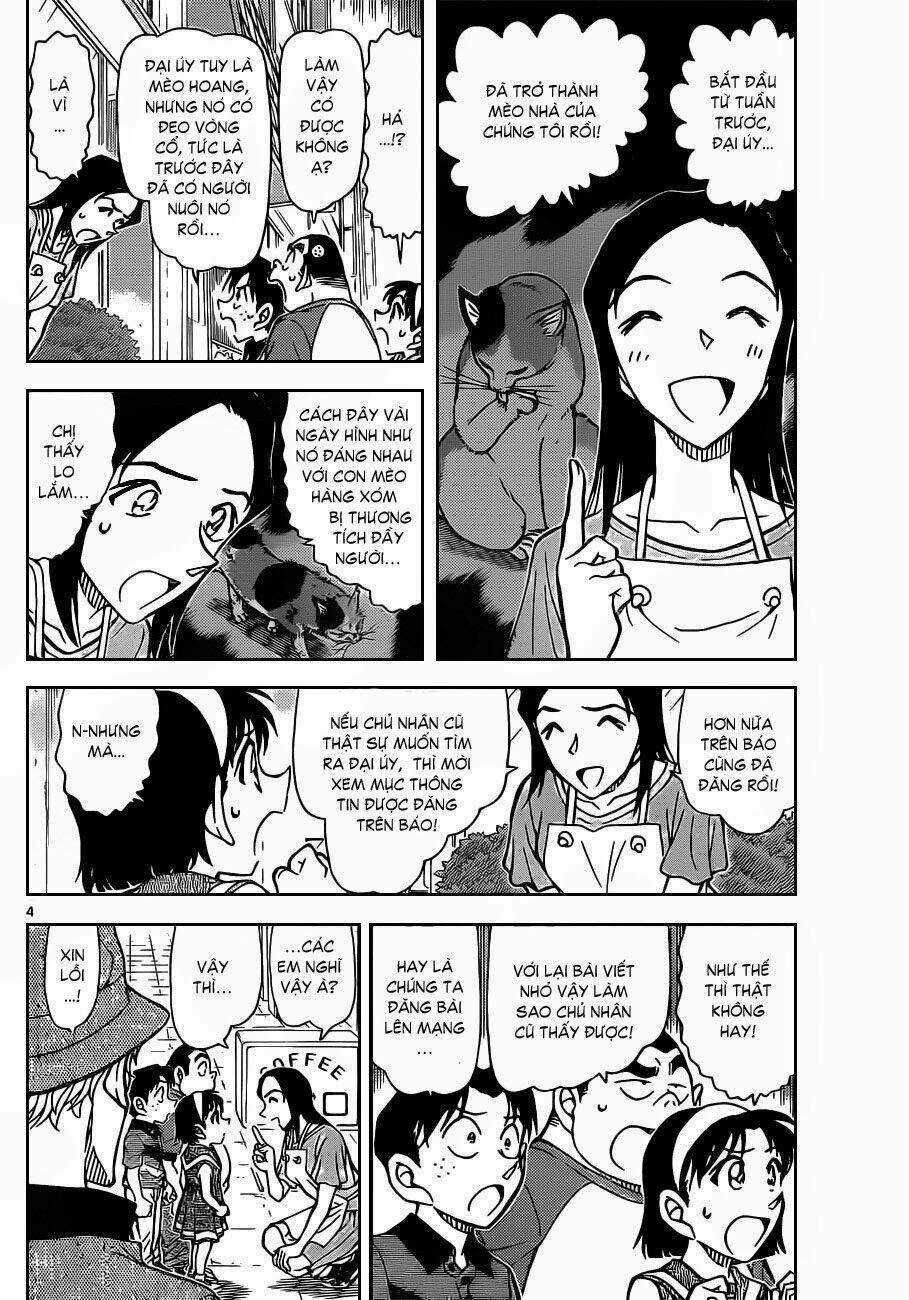 BẮT ĐẦU
TỪ TUẦN
TRƯỚC,
ĐẠI ÚY...
ĐÃ TRỞ THÀNH
MÈO NHÀ CỦA
CHÚNG TÔI RỒI!
HẢ
...!?
LÀM
VẬY
CÓ
ĐƯỢC
KHÔNG
Ạ?
ĐẠI ÚY TUY LÀ
MÈO HOANG,
NHƯNG NÓ CÓ
ĐEO VÒNG
CỔ, TỨC LÀ
TRƯỚC ĐÂY
ĐÃ CÓ NGƯỜI
NUÔI NÓ
RỒI...
LÀ
VÌ
...
CÁCH ĐÂY VÀI
NGÀY HÌNH NHƯ
NÓ ĐÁNG NHAU
VỚI CON MÈO
HÀNG XÓM
BỊ THƯƠNG
TÍCH ĐẦY
NGƯỜI...
CHỊ
THẤY
LO
LẮM...
HƠN NỮA
TRÊN BÁO
CŨNG ĐÃ
ĐĂNG RỒI!
NẾU CHỦ NHÂN CŨ
THẬT SỰ MUỐN TÌM
RA ĐẠI ÚY, THÌ MỜI
XEM MỤC THÔNG
TIN ĐƯỢC ĐĂNG
TRÊN BÁO!
N-NHƯNG
MÀ...
4
NHƯ THẾ
THÌ THẬT
KHÔNG
HAY!
VỚI LẠI BÀI VIẾT
NHỎ VẬY LÀM
SAO CHỦ NHÂN
CŨ THẤY ĐƯỢC!
HAY LÀ
CHÚNG TA
ĐĂNG BÀI
LÊN MẠNG
...
...CÁC
EM NGHĨ
VẬY À?
VẬY
THÌ...
XIN
LỖI
...!
COFFEE